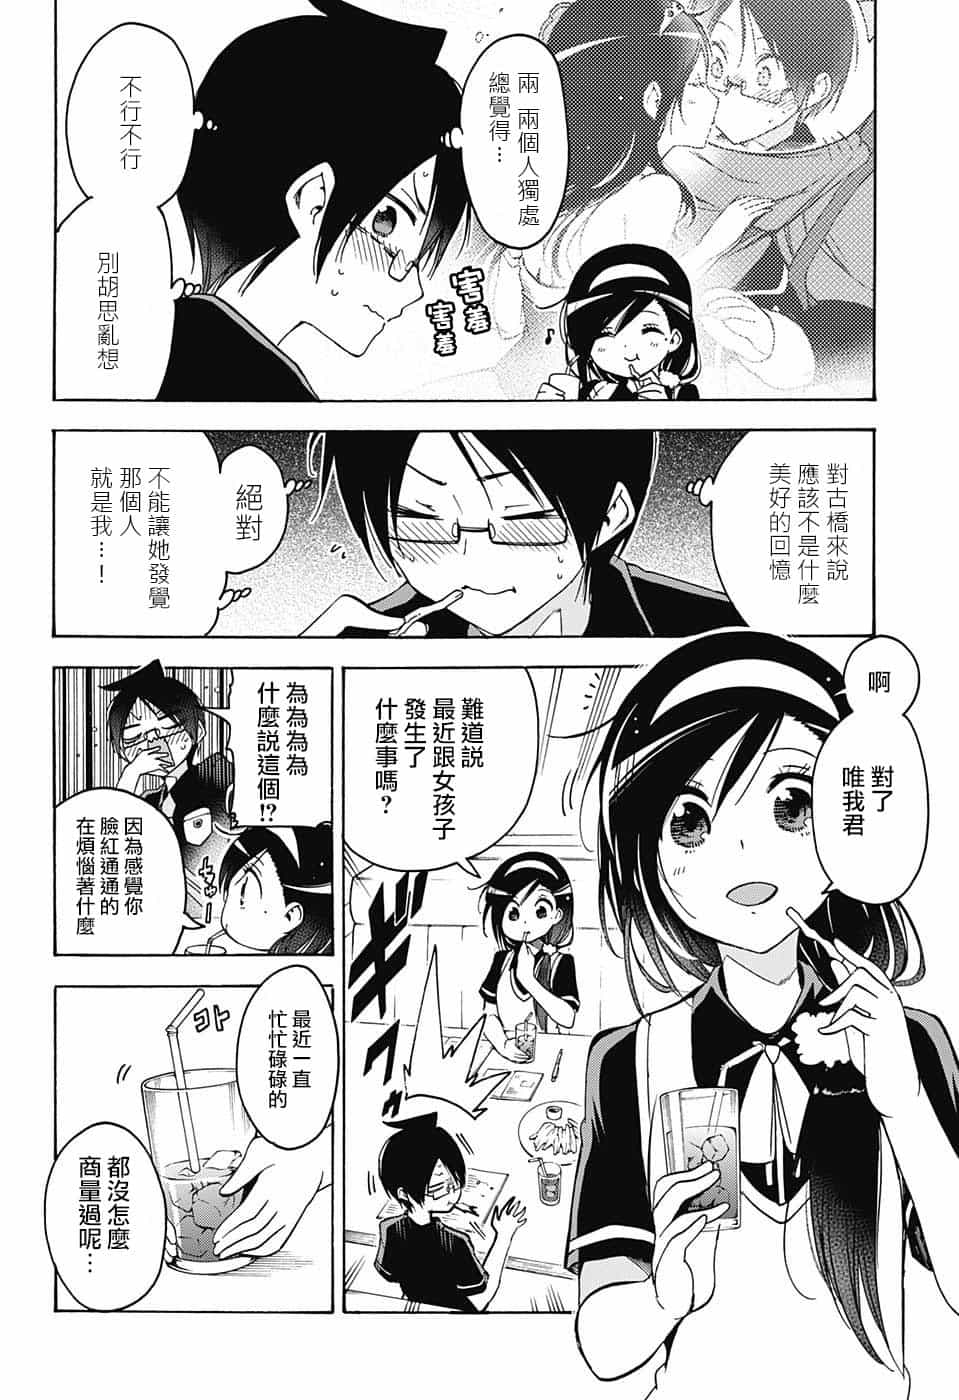 兩 兩個人獨處
總覺得…
害羞
害羞
不行不行
別胡思亂想
對古橋來說
應該不是什麼
美好的回憶
絕對
不能讓她發覺
那個人
就是我…！
啊
對了
唯我君
難道說
最近跟女孩子
發生了
什麼事嗎？
ギクッ
為為為為
什麼說這個!?
因為感覺你
臉紅通通的
在煩惱著什麼
最近一直
忙忙碌碌的
コト
都沒怎麼
商量過呢…